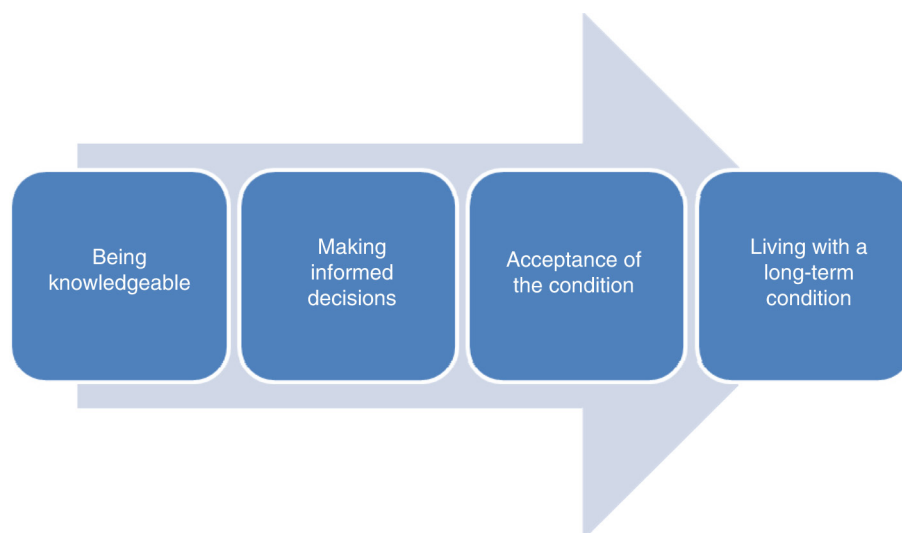 Being
knowledgeable
Making
informed
decisions
Acceptance of
the condition
Living with a
long-term
condition